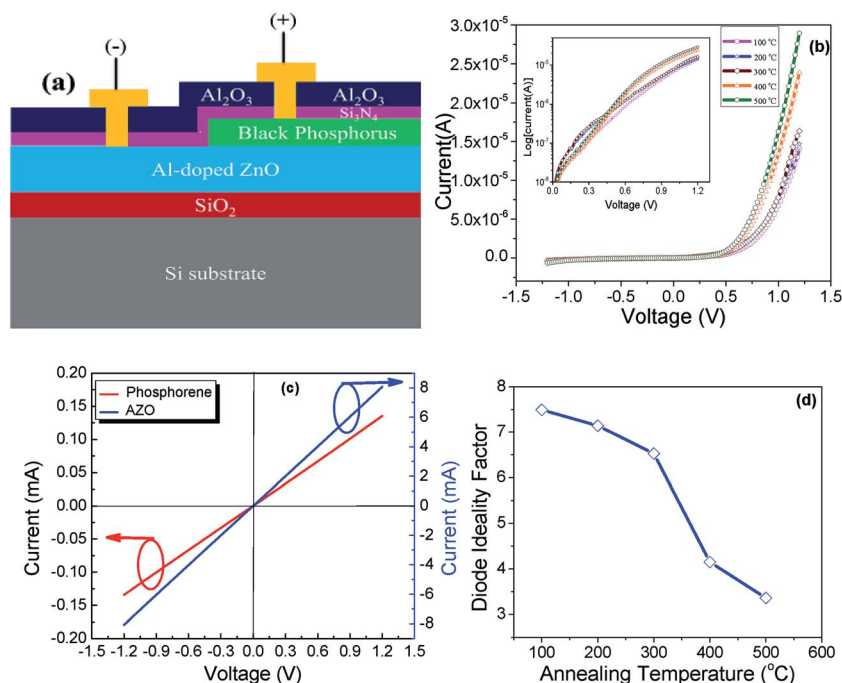 (a)
(-)
(+)
Al₂O₃
Al₂O₃
Si₃N₄
Black Phosphorus
Al-doped ZnO
SiO₂
Si substrate
(b)
Current(A)
3.0x10⁻⁵
2.5x10⁻⁵
2.0x10⁻⁵
1.5x10⁻⁵
1.0x10⁻⁵
5.0x10⁻⁶
0.0
-1.5 -1.0 -0.5 0.0 0.5 1.0 1.5
Voltage (V)
100 °C
200 °C
300 °C
400 °C
500 °C
Log[current(A)]
10⁻⁵
10⁻⁶
10⁻⁷
10⁻⁸
0.0 0.3 0.6 0.9 1.2
Voltage (V)
(c)
Phosphorene
AZO
Current (mA)
0.20
0.15
0.10
0.05
0.00
-0.05
-0.10
-0.15
-0.20
-1.5 -1.2 -0.9 -0.6 -0.3 0.0 0.3 0.6 0.9 1.2 1.5
Voltage (V)
8
6
4
2
0
-2
-4
-6
-8
Current (mA)
(d)
Diode Ideality Factor
8
7
6
5
4
3
100 200 300 400 500 600
Annealing Temperature (°C)